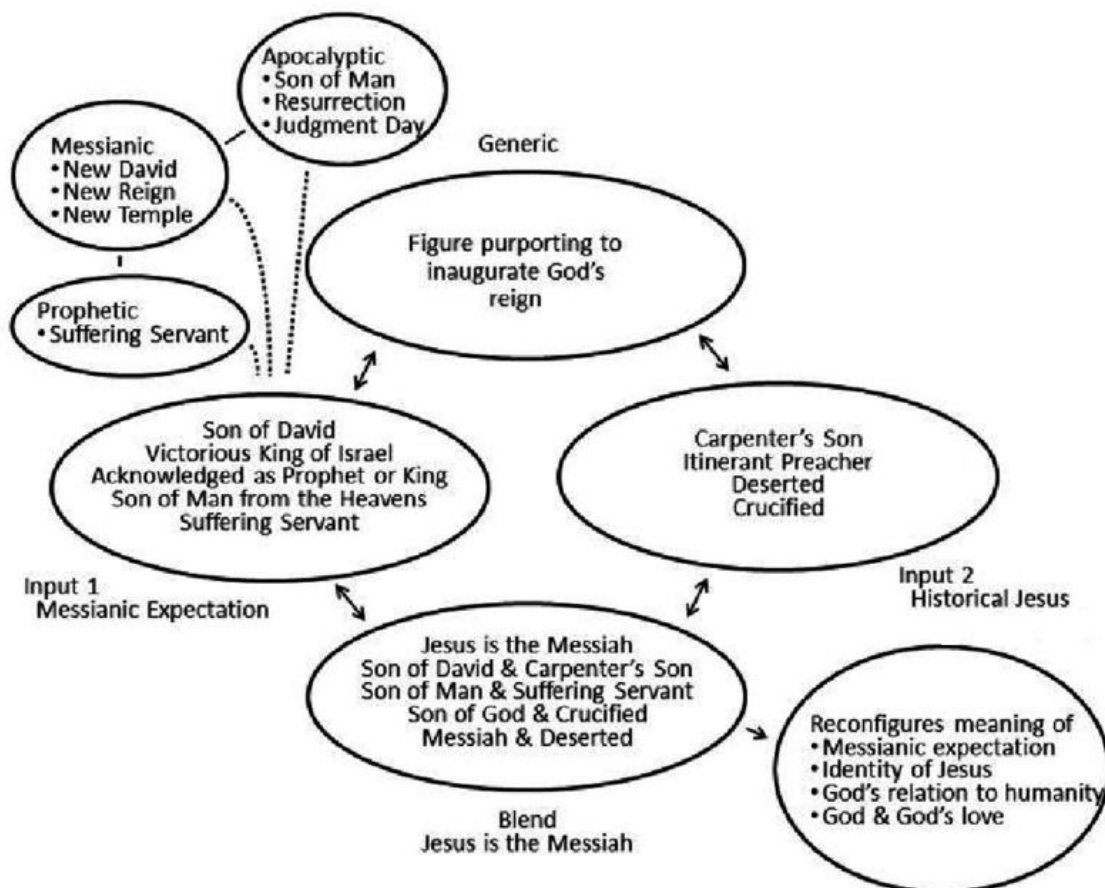 Apocalyptic
•Son of Man
•Resurrection
•Judgment Day
Messianic
•New David
•New Reign
•New Temple
Prophetic
•Suffering Servant
Generic
Figure purporting to
inaugurate God's
reign
Son of David
Victorious King of Israel
Acknowledged as Prophet or King
Son of Man from the Heavens
Suffering Servant
Input 1
Messianic Expectation
Carpenter's Son
Itinerant Preacher
Deserted
Crucified
Input 2
Historical Jesus
Jesus is the Messiah
Son of David & Carpenter's Son
Son of Man & Suffering Servant
Son of God & Crucified
Messiah & Deserted
Blend
Jesus is the Messiah
Reconfigures meaning of
•Messianic expectation
•Identity of Jesus
•God's relation to humanity
•God & God's love